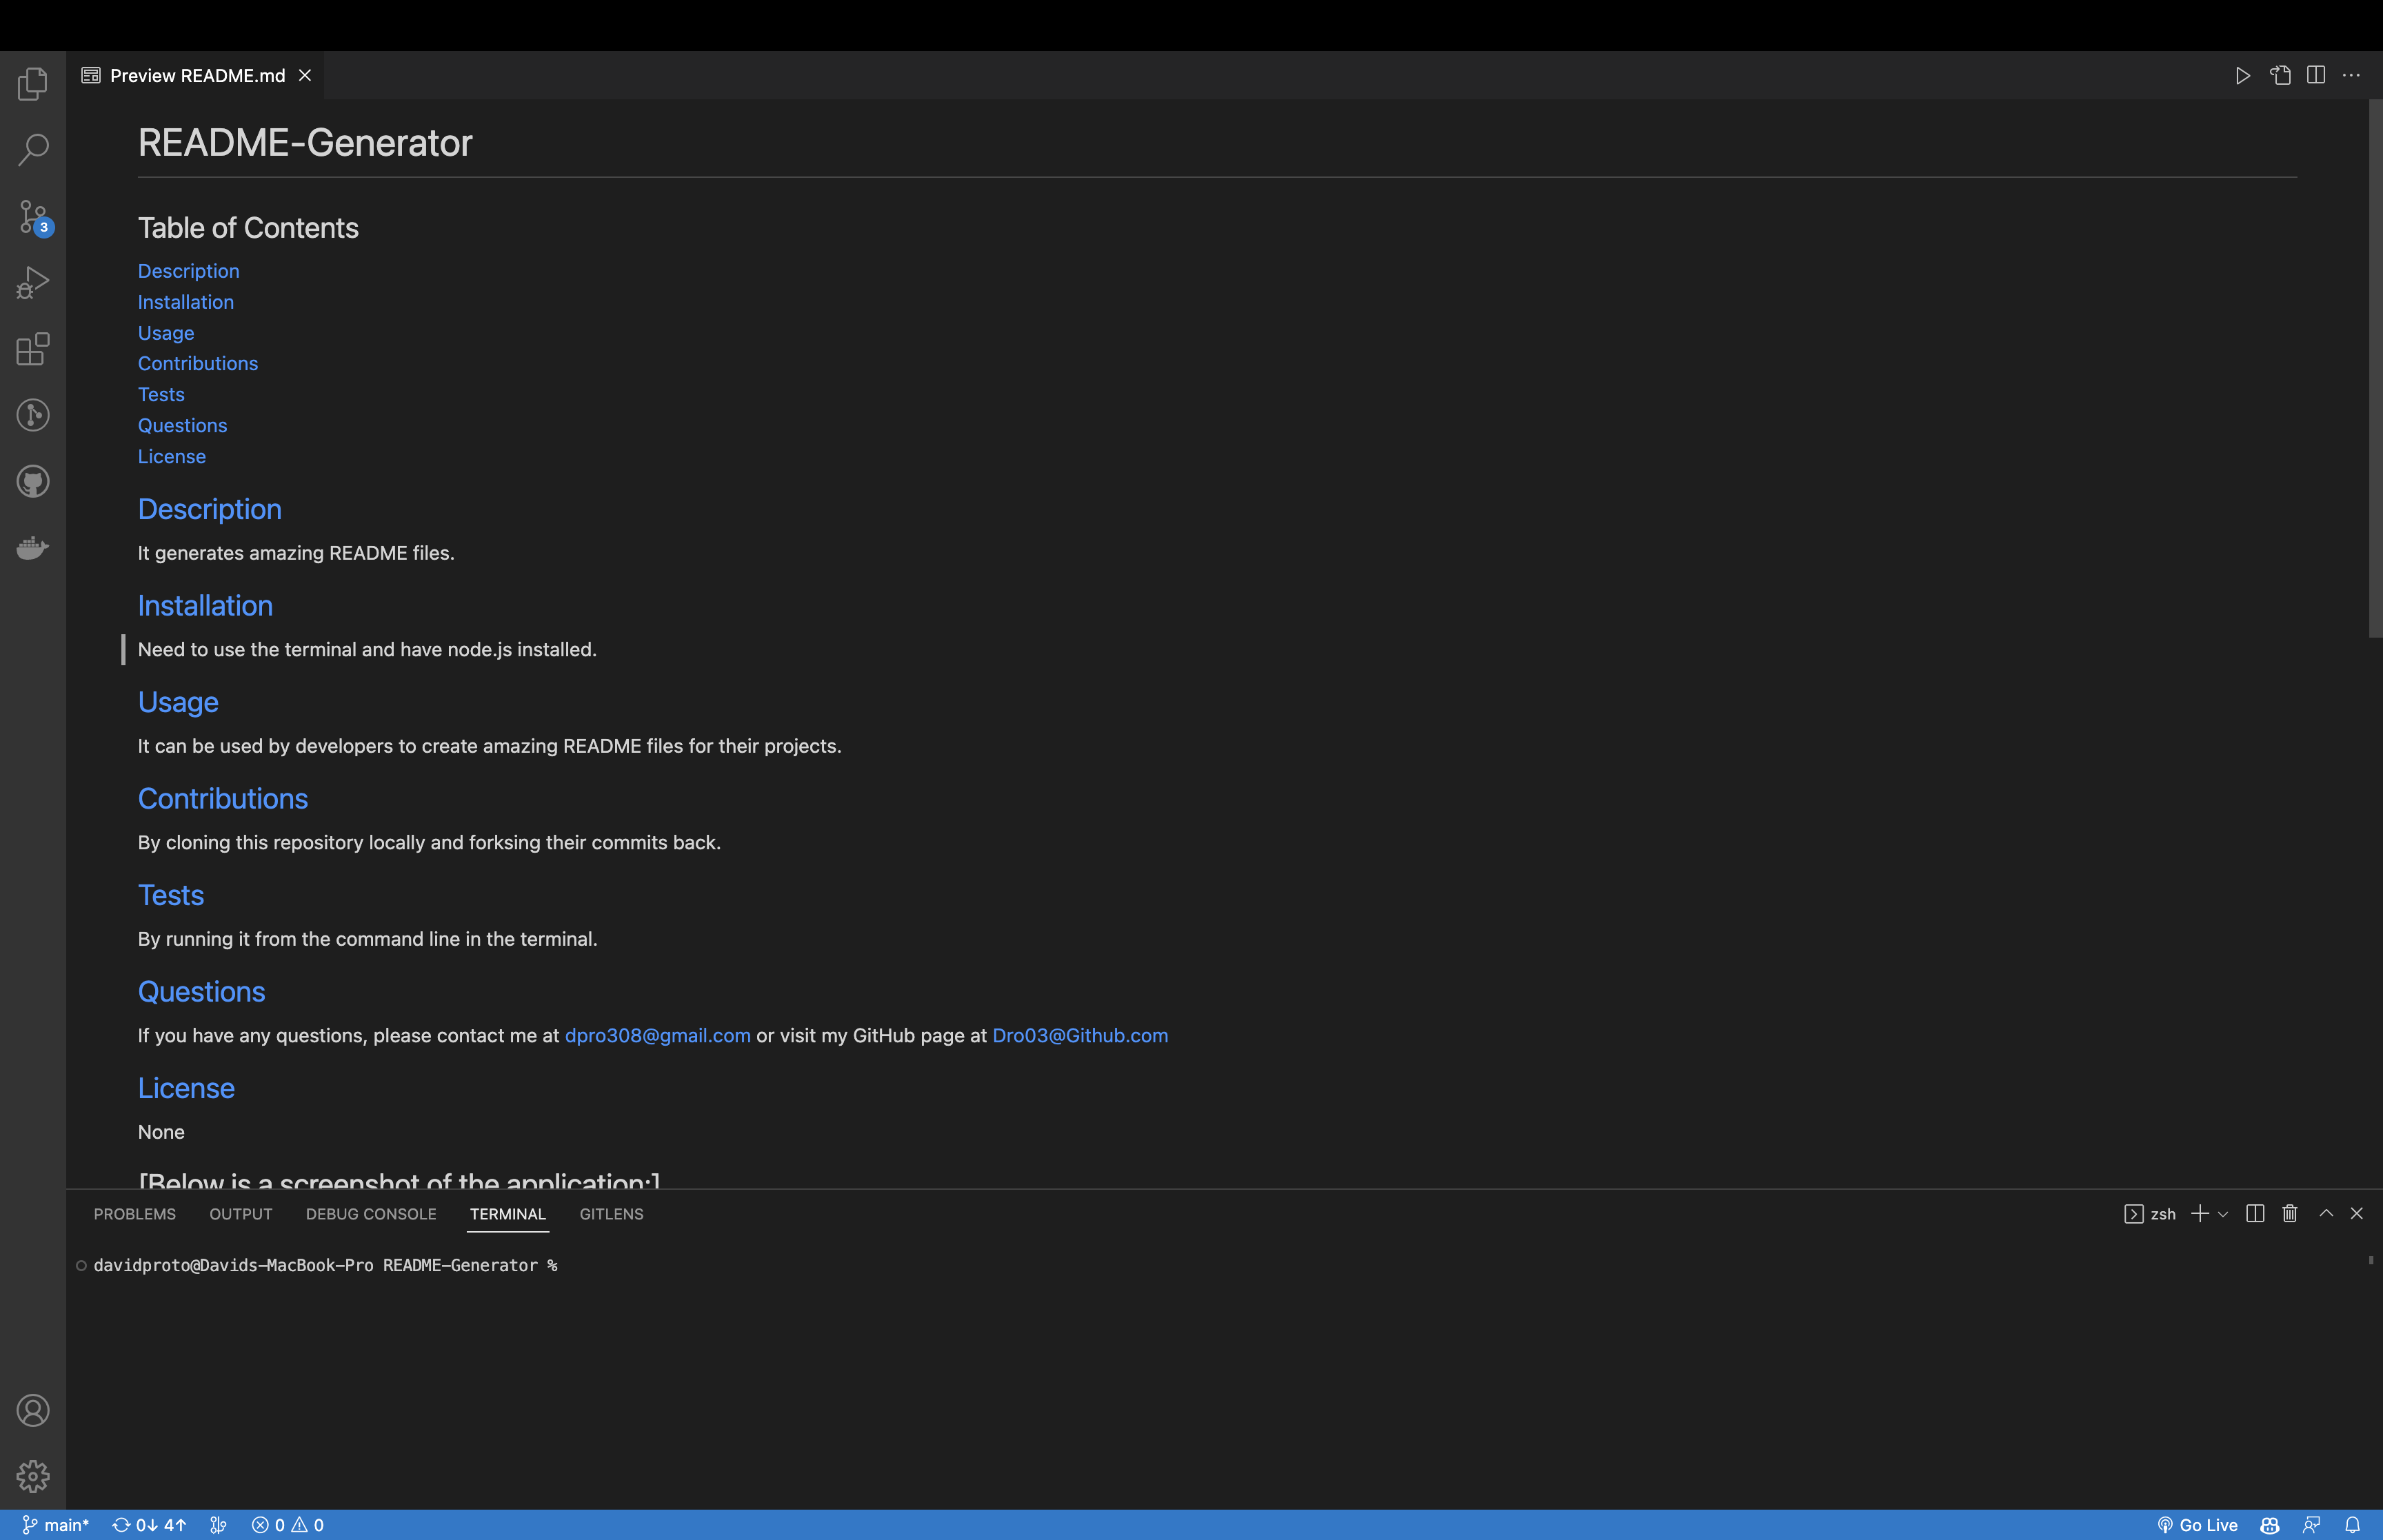 Preview README.md
README-Generator
Table of Contents
Description
Installation
Usage
Contributions
Tests
Questions
License
Description
It generates amazing README files.
Installation
Need to use the terminal and have node.js installed.
Usage
It can be used by developers to create amazing README files for their projects.
Contributions
By cloning this repository locally and forksing their commits back.
Tests
By running it from the command line in the terminal.
Questions
If you have any questions, please contact me at dpro308@gmail.com or visit my GitHub page at Dro03@Github.com
License
None
[Below is a screenshot of the application:]
PROBLEMS OUTPUT DEBUG CONSOLE TERMINAL GITLENS zsh
davidproto@Davids-MacBook-Pro README-Generator %
3
main* 0↓ 4↑ 0 0 Go Live